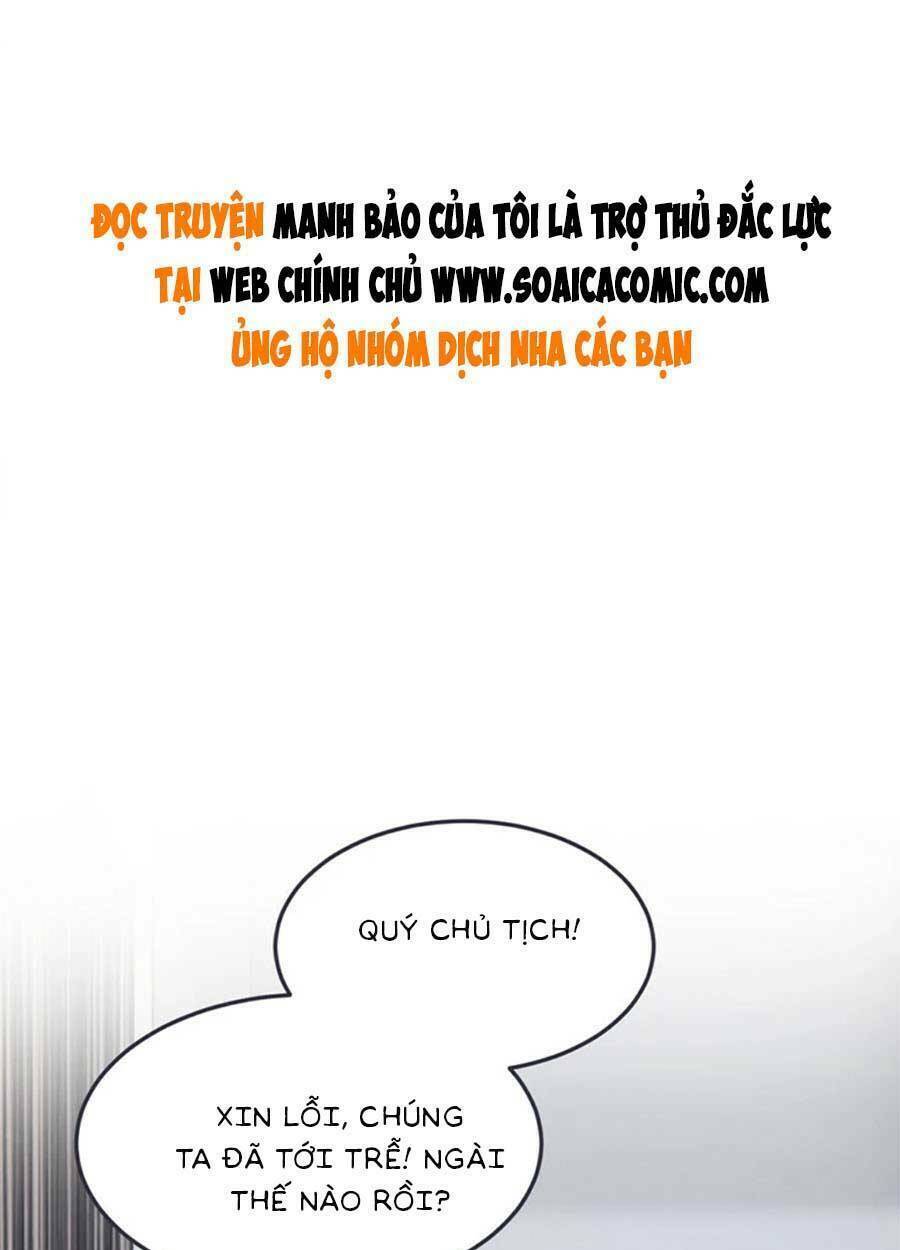 ĐỌC TRUYỆN MANH BẢO CỦA TÔI LÀ TRỢ THỦ ĐẮC LỰC
TẠI WEB CHÍNH CHỦ WWW.SOAICACOMIC.COM
ỦNG HỘ NHÓM DỊCH NHA CÁC BẠN
QUÝ CHỦ TỊCH!
XIN LỖI, CHÚNG
TA ĐÃ TỚI TRỄ! NGÀI
THẾ NÀO RỒI?